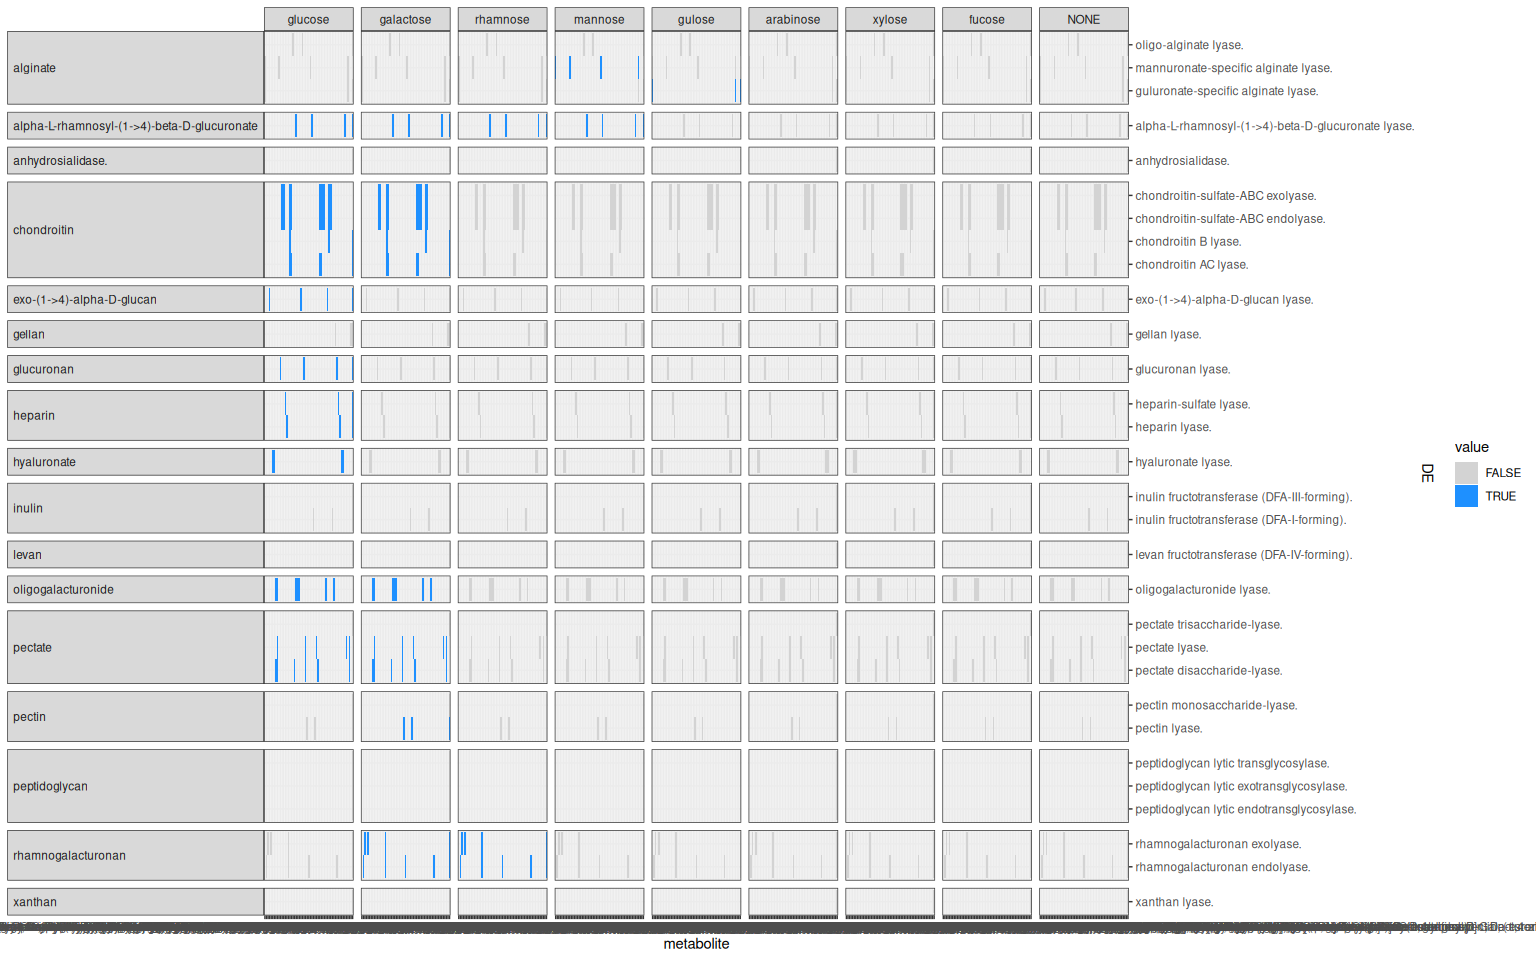 glucose galactose rhamnose mannose gulose arabinose xylose fucose NONE
alginate
oligo-alginate lyase.
mannuronate-specific alginate lyase.
guluronate-specific alginate lyase.
alpha-L-rhamnosyl-(1->4)-beta-D-glucuronate
alpha-L-rhamnosyl-(1->4)-beta-D-glucuronate lyase.
anhydrosialidase.
anhydrosialidase.
chondroitin
chondroitin-sulfate-ABC exolyase.
chondroitin-sulfate-ABC endolyase.
chondroitin B lyase.
chondroitin AC lyase.
exo-(1->4)-alpha-D-glucan
exo-(1->4)-alpha-D-glucan lyase.
gellan
gellan lyase.
glucuronan
glucuronan lyase.
heparin
heparin-sulfate lyase.
heparin lyase.
hyaluronate
hyaluronate lyase.
inulin
inulin fructotransferase (DFA-III-forming).
inulin fructotransferase (DFA-I-forming).
levan
levan fructotransferase (DFA-IV-forming).
oligogalacturonide
oligogalacturonide lyase.
pectate
pectate trisaccharide-lyase.
pectate lyase.
pectate disaccharide-lyase.
pectin
pectin monosaccharide-lyase.
pectin lyase.
peptidoglycan
peptidoglycan lytic transglycosylase.
peptidoglycan lytic exotransglycosylase.
peptidoglycan lytic endotransglycosylase.
rhamnogalacturonan
rhamnogalacturonan exolyase.
rhamnogalacturonan endolyase.
xanthan
xanthan lyase.
metabolite
DE
value
FALSE
TRUE